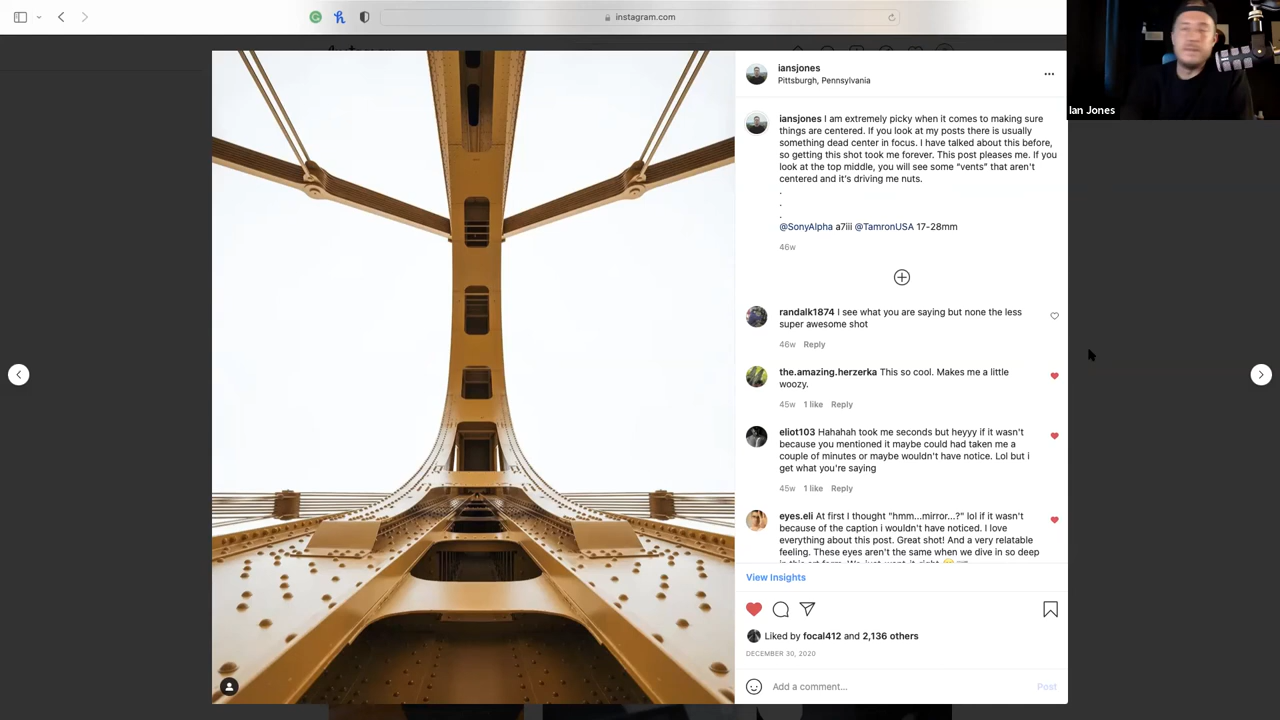 instagram.com
Ian Jones
iansjones
Pittsburgh, Pennsylvania
iansjones I am extremely picky when it comes to making sure
things are centered. If you look at my posts there is usually
something dead center in focus. I have talked about this before,
so getting this shot took me forever. This post pleases me. If you
look at the top middle, you will see some "vents" that aren't
centered and it's driving me nuts.
.
.
.
@SonyAlpha a7iii @TamronUSA 17-28mm
46w
randalk1874 I see what you are saying but none the less
super awesome shot
46w Reply
the.amazing.herzerka This so cool. Makes me a little
woozy.
45w 1 like Reply
eliot103 Hahahah took me seconds but heyyy if it wasn't
because you mentioned it maybe could had taken me a
couple of minutes or maybe wouldn't have notice. Lol but i
get what you're saying
45w 1 like Reply
eyes.eli At first I thought "hmm...mirror...?" lol if it wasn't
because of the caption i wouldn't have noticed. I love
everything about this post. Great shot! And a very relatable
feeling. These eyes aren't the same when we dive in so deep
View Insights
Liked by focal412 and 2,136 others
DECEMBER 30, 2020
Add a comment...
Post